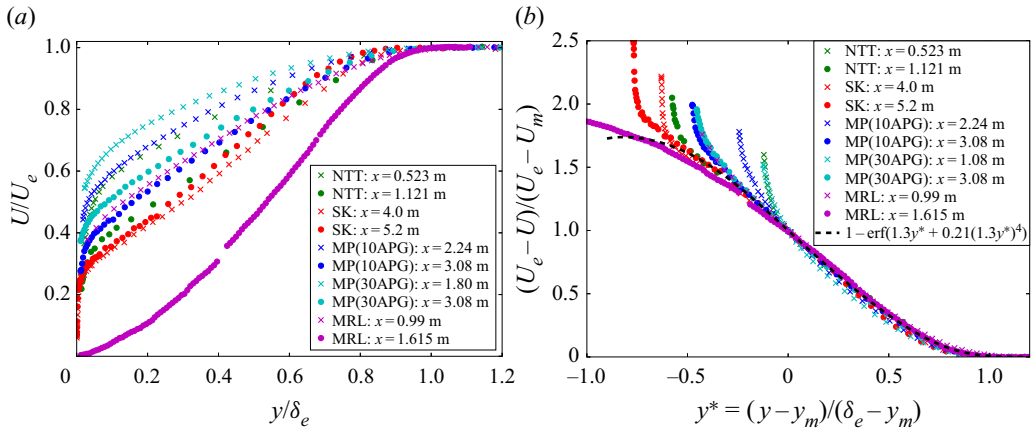 (a)
(b)
1.0
0.8
0.6
0.4
0.2
U/U_e
0
0.2
0.4
0.6
0.8
1.0
1.2
y/δ_e
NTT: x = 0.523 m
NTT: x = 1.121 m
SK: x = 4.0 m
SK: x = 5.2 m
MP(10APG): x = 2.24 m
MP(10APG): x = 3.08 m
MP(30APG): x = 1.80 m
MP(30APG): x = 3.08 m
MRL: x = 0.99 m
MRL: x = 1.615 m
2.5
2.0
1.5
1.0
0.5
0
(U_e − U)/(U_e − U_m)
−1.0
−0.5
0
0.5
1.0
y* = (y − y_m)/(δ_e − y_m)
NTT: x = 0.523 m
NTT: x = 1.121 m
SK: x = 4.0 m
SK: x = 5.2 m
MP(10APG): x = 2.24 m
MP(10APG): x = 3.08 m
MP(30APG): x = 1.08 m
MP(30APG): x = 3.08 m
MRL: x = 0.99 m
MRL: x = 1.615 m
1 − erf(1.3y* + 0.21(1.3y*)⁴)